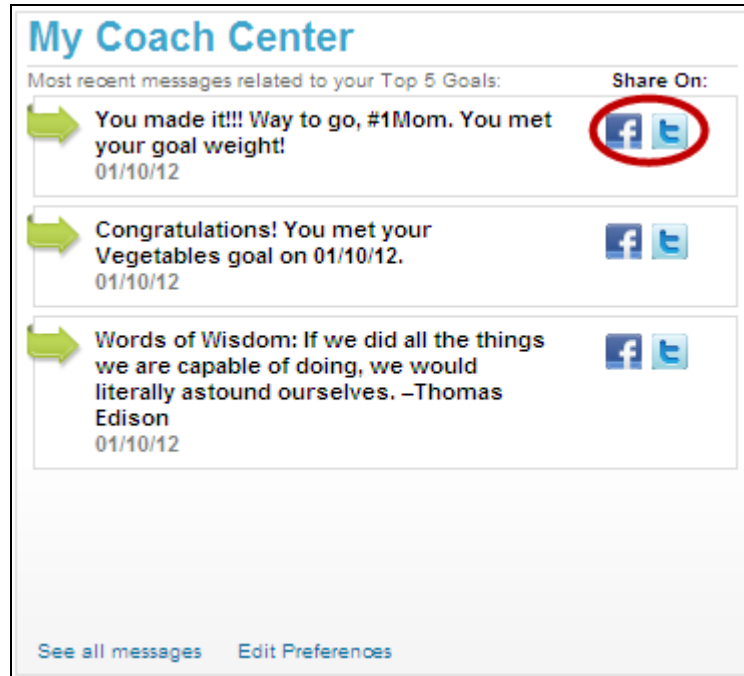 My Coach Center
Most recent messages related to your Top 5 Goals:
Share On:
You made it!!! Way to go, #1Mom. You met
your goal weight!
01/10/12
Congratulations! You met your
Vegetables goal on 01/10/12.
01/10/12
Words of Wisdom: If we did all the things
we are capable of doing, we would
literally astound ourselves. –Thomas
Edison
01/10/12
See all messages
Edit Preferences